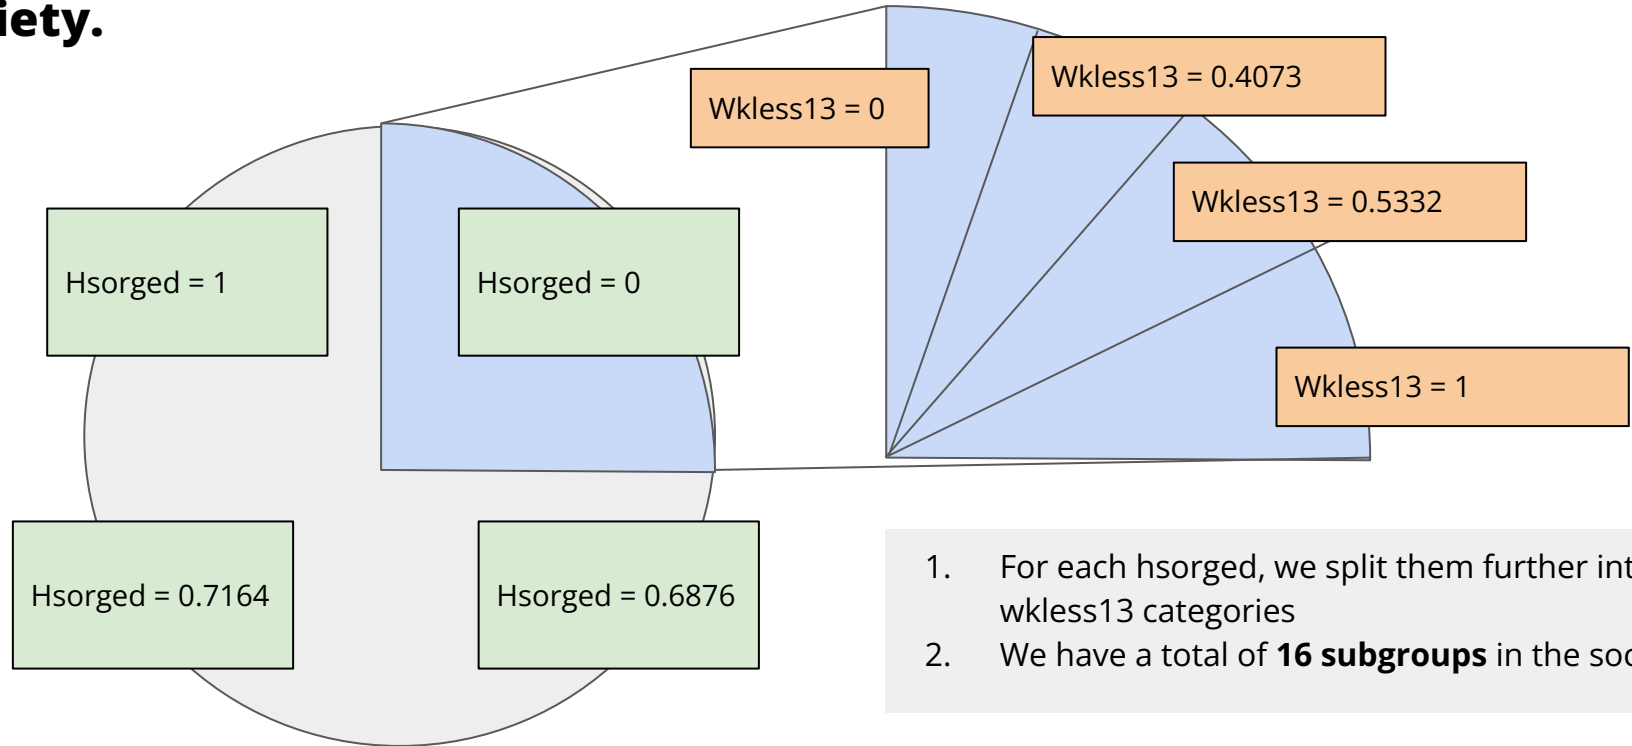 iety.
Wkless13 = 0
Wkless13 = 0.4073
Wkless13 = 0.5332
Wkless13 = 1
Hsorged = 1
Hsorged = 0
Hsorged = 0.7164
Hsorged = 0.6876
1. For each hsorged, we split them further int
wkless13 categories
2. We have a total of 16 subgroups in the soc